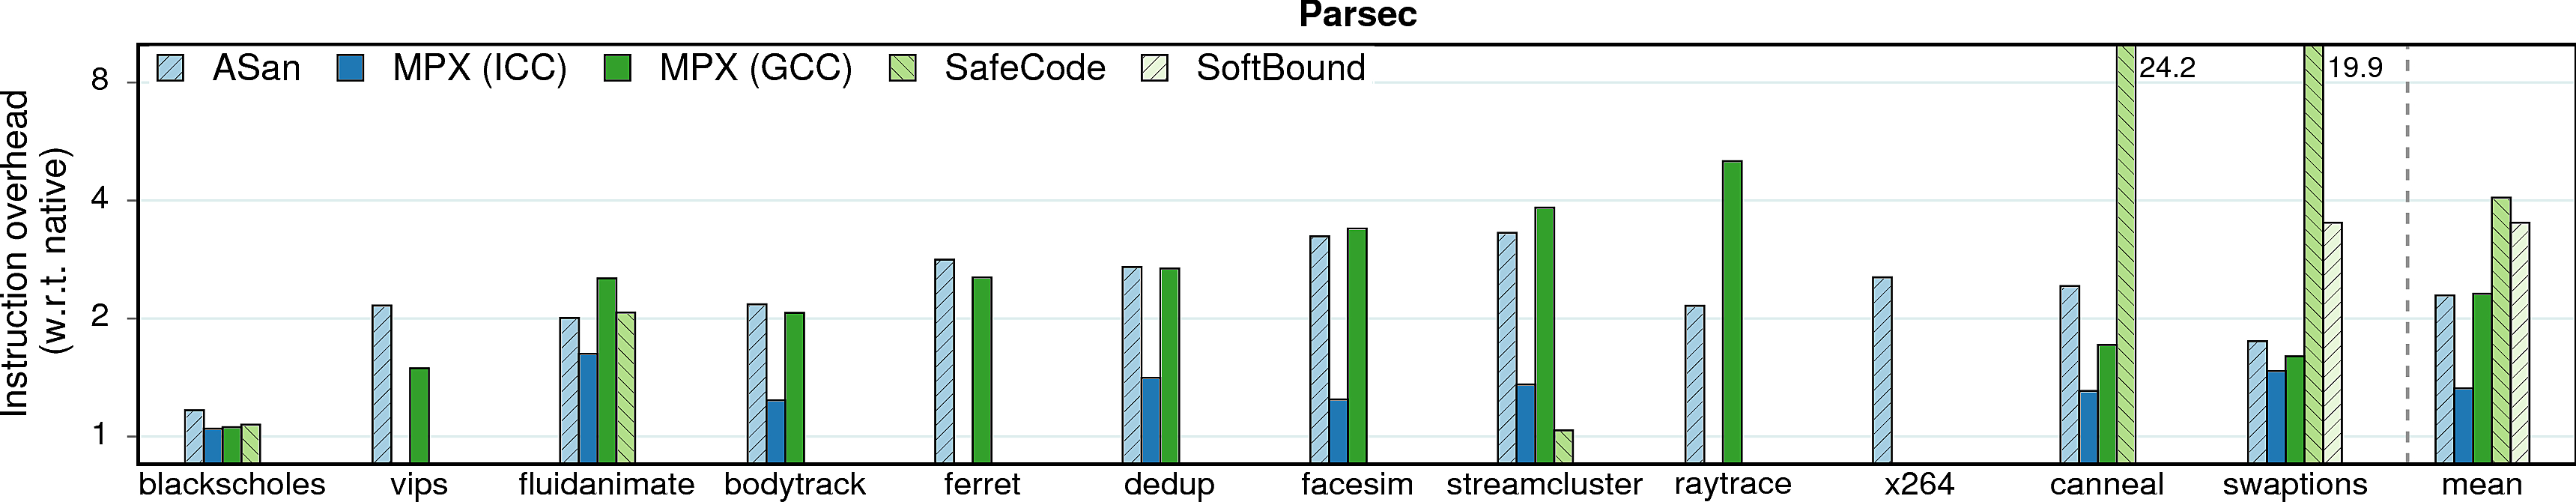 Parsec
ASan MPX (ICC) MPX (GCC) SafeCode SoftBound
Instruction overhead
(w.r.t. native)
8
4
2
1
24.2
19.9
blackscholes vips fluidanimate bodytrack ferret dedup facesim streamcluster raytrace x264 canneal swaptions mean